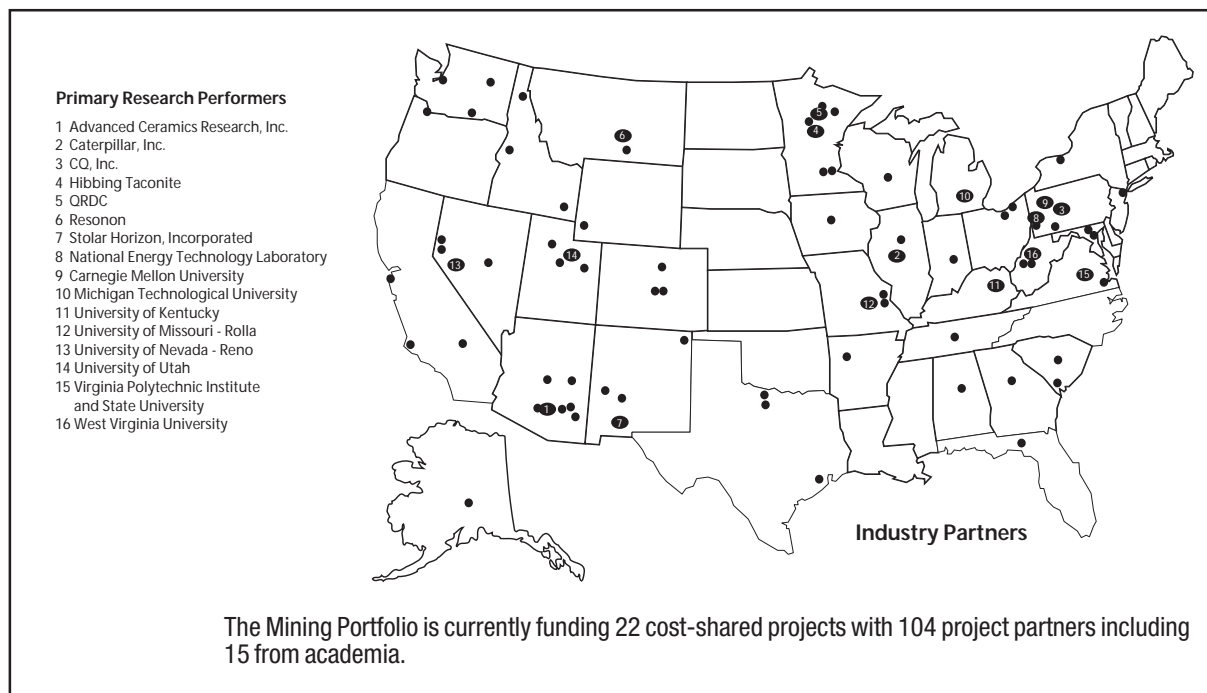 Primary Research Performers
1 Advanced Ceramics Research, Inc.
2 Caterpillar, Inc.
3 CQ, Inc.
4 Hibbing Taconite
5 QRDC
6 Resonon
7 Stolar Horizon, Incorporated
8 National Energy Technology Laboratory
9 Carnegie Mellon University
10 Michigan Technological University
11 University of Kentucky
12 University of Missouri - Rolla
13 University of Nevada - Reno
14 University of Utah
15 Virginia Polytechnic Institute
and State University
16 West Virginia University
5
4
6
10
9
3
8
16
15
2
11
12
14
13
1
7
Industry Partners
The Mining Portfolio is currently funding 22 cost-shared projects with 104 project partners including
15 from academia.